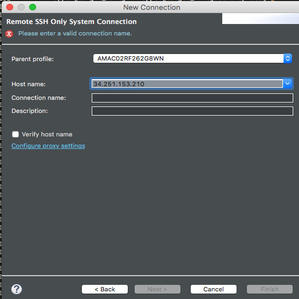 New Connection
Remote SSH Only System Connection
Please enter a valid connection name.
Parent profile:
AMAC02RF262G8WN
Host name:
34.251.153.210
Connection name:
Description:
Verify host name
Configure proxy settings
?
< Back
Next >
Cancel
Finish